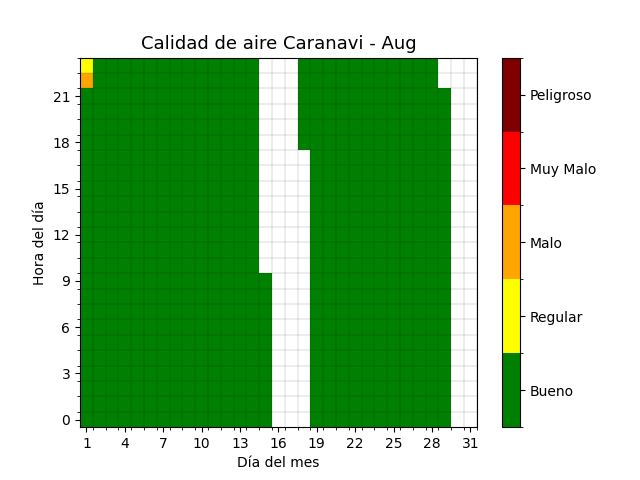 Calidad de aire Caranavi - Aug
Hora del día
21
18
15
12
9
6
3
0
1 4 7 10 13 16 19 22 25 28 31
Día del mes
Peligroso
Muy Malo
Malo
Regular
Bueno